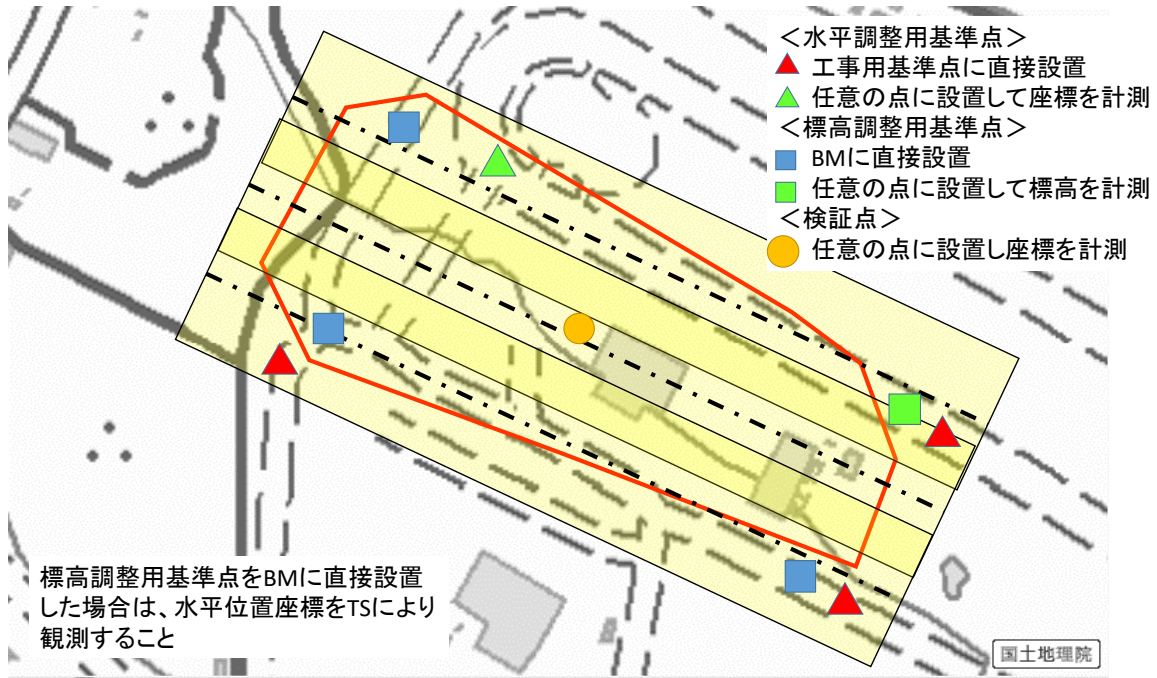 ＜水平調整用基準点＞
工事用基準点に直接設置
任意の点に設置して座標を計測
＜標高調整用基準点＞
BMに直接設置
任意の点に設置して標高を計測
＜検証点＞
任意の点に設置し座標を計測
標高調整用基準点をBMに直接設置
した場合は、水平位置座標をTSにより
観測すること
国土地理院